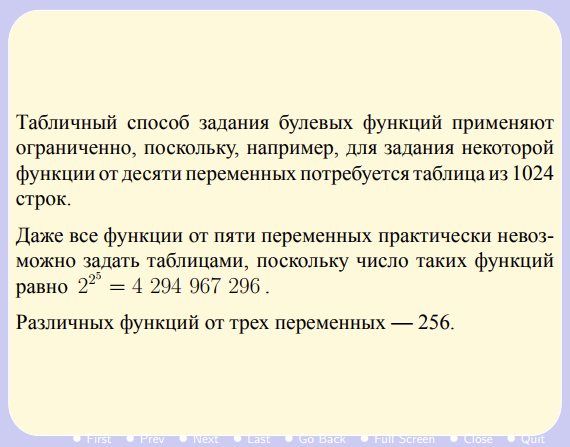 Табличный способ задания булевых функций применяют
ограниченно, поскольку, например, для задания некоторой
функции от десяти переменных потребуется таблица из 1024
строк.
Даже все функции от пяти переменных практически невоз-
можно задать таблицами, поскольку число таких функций
равно 2^{2^5} = 4 294 967 296 .
Различных функций от трех переменных — 256.
• First • Prev • Next • Last • Go Back • Full Screen • Close • Quit